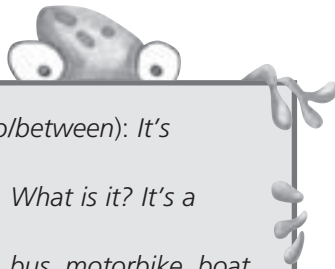 o/between): It's
What is it? It's a
bus, motorbike, boat